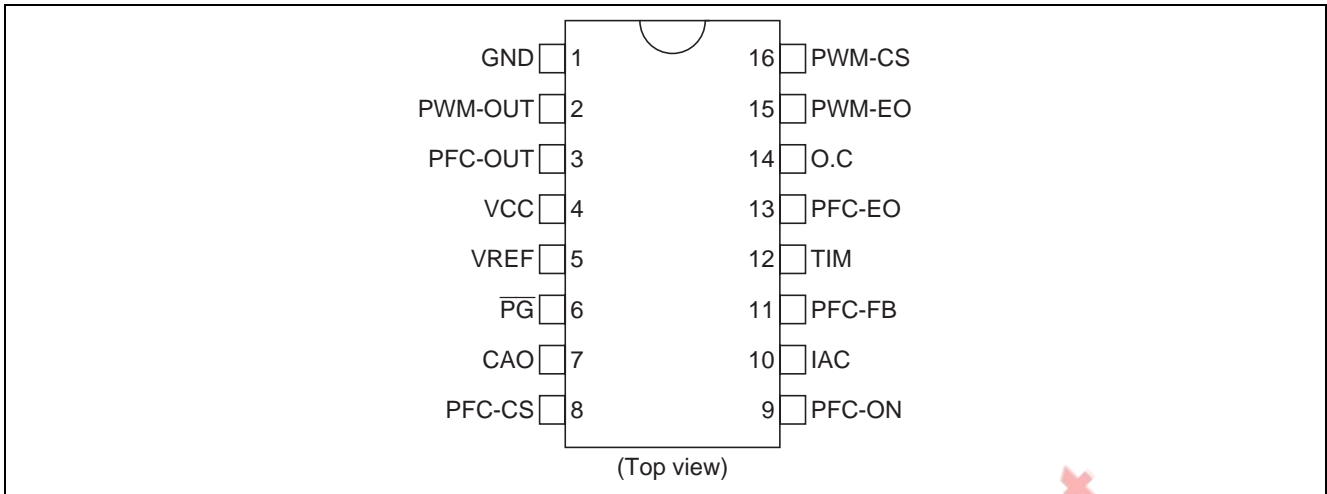 GND 1 16 PWM-CS
PWM-OUT 2 15 PWM-EO
PFC-OUT 3 14 O.C
VCC 4 13 PFC-EO
VREF 5 12 TIM
P̅G̅ 6 11 PFC-FB
CAO 7 10 IAC
PFC-CS 8 9 PFC-ON
(Top view)